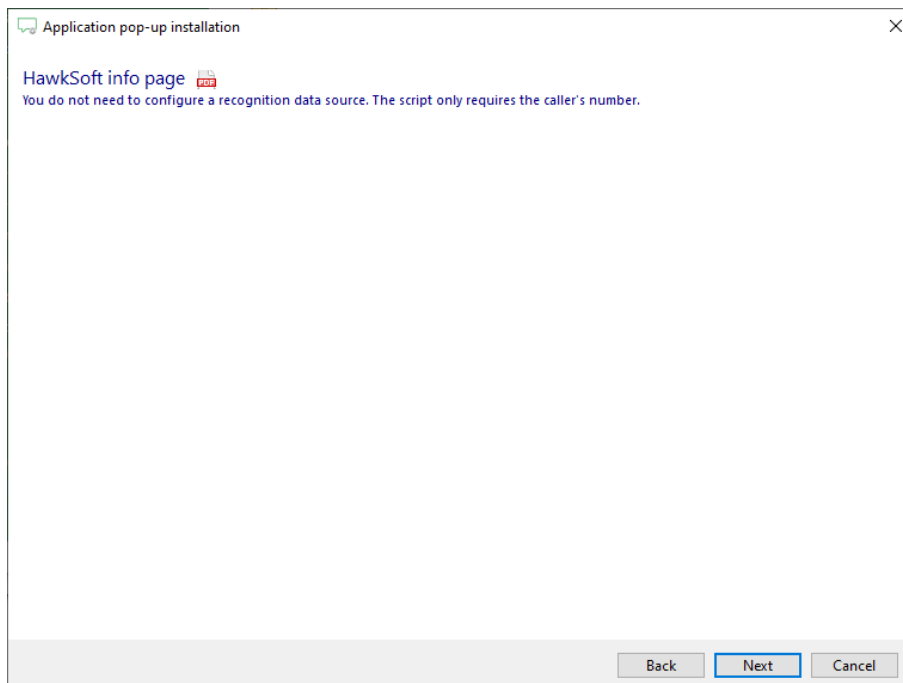 Application pop-up installation
HawkSoft info page PDF
You do not need to configure a recognition data source. The script only requires the caller's number.
Back Next Cancel